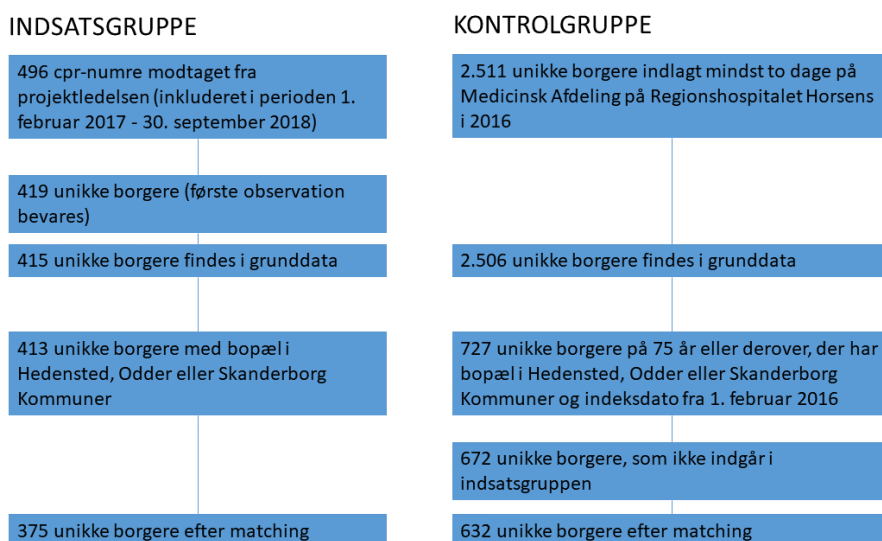 INDSATSGRUPPE
496 cpr-numre modtaget fra
projektledelsen (inkluderet i perioden 1.
februar 2017 - 30. september 2018)
419 unikke borgere (første observation
bevares)
415 unikke borgere findes i grunddata
413 unikke borgere med bopæl i
Hedensted, Odder eller Skanderborg
Kommuner
375 unikke borgere efter matching
KONTROLGRUPPE
2.511 unikke borgere indlagt mindst to dage på
Medicinsk Afdeling på Regionshospitalet Horsens
i 2016
2.506 unikke borgere findes i grunddata
727 unikke borgere på 75 år eller derover, der har
bopæl i Hedensted, Odder eller Skanderborg
Kommuner og indeksdato fra 1. februar 2016
672 unikke borgere, som ikke indgår i
indsatsgruppen
632 unikke borgere efter matching